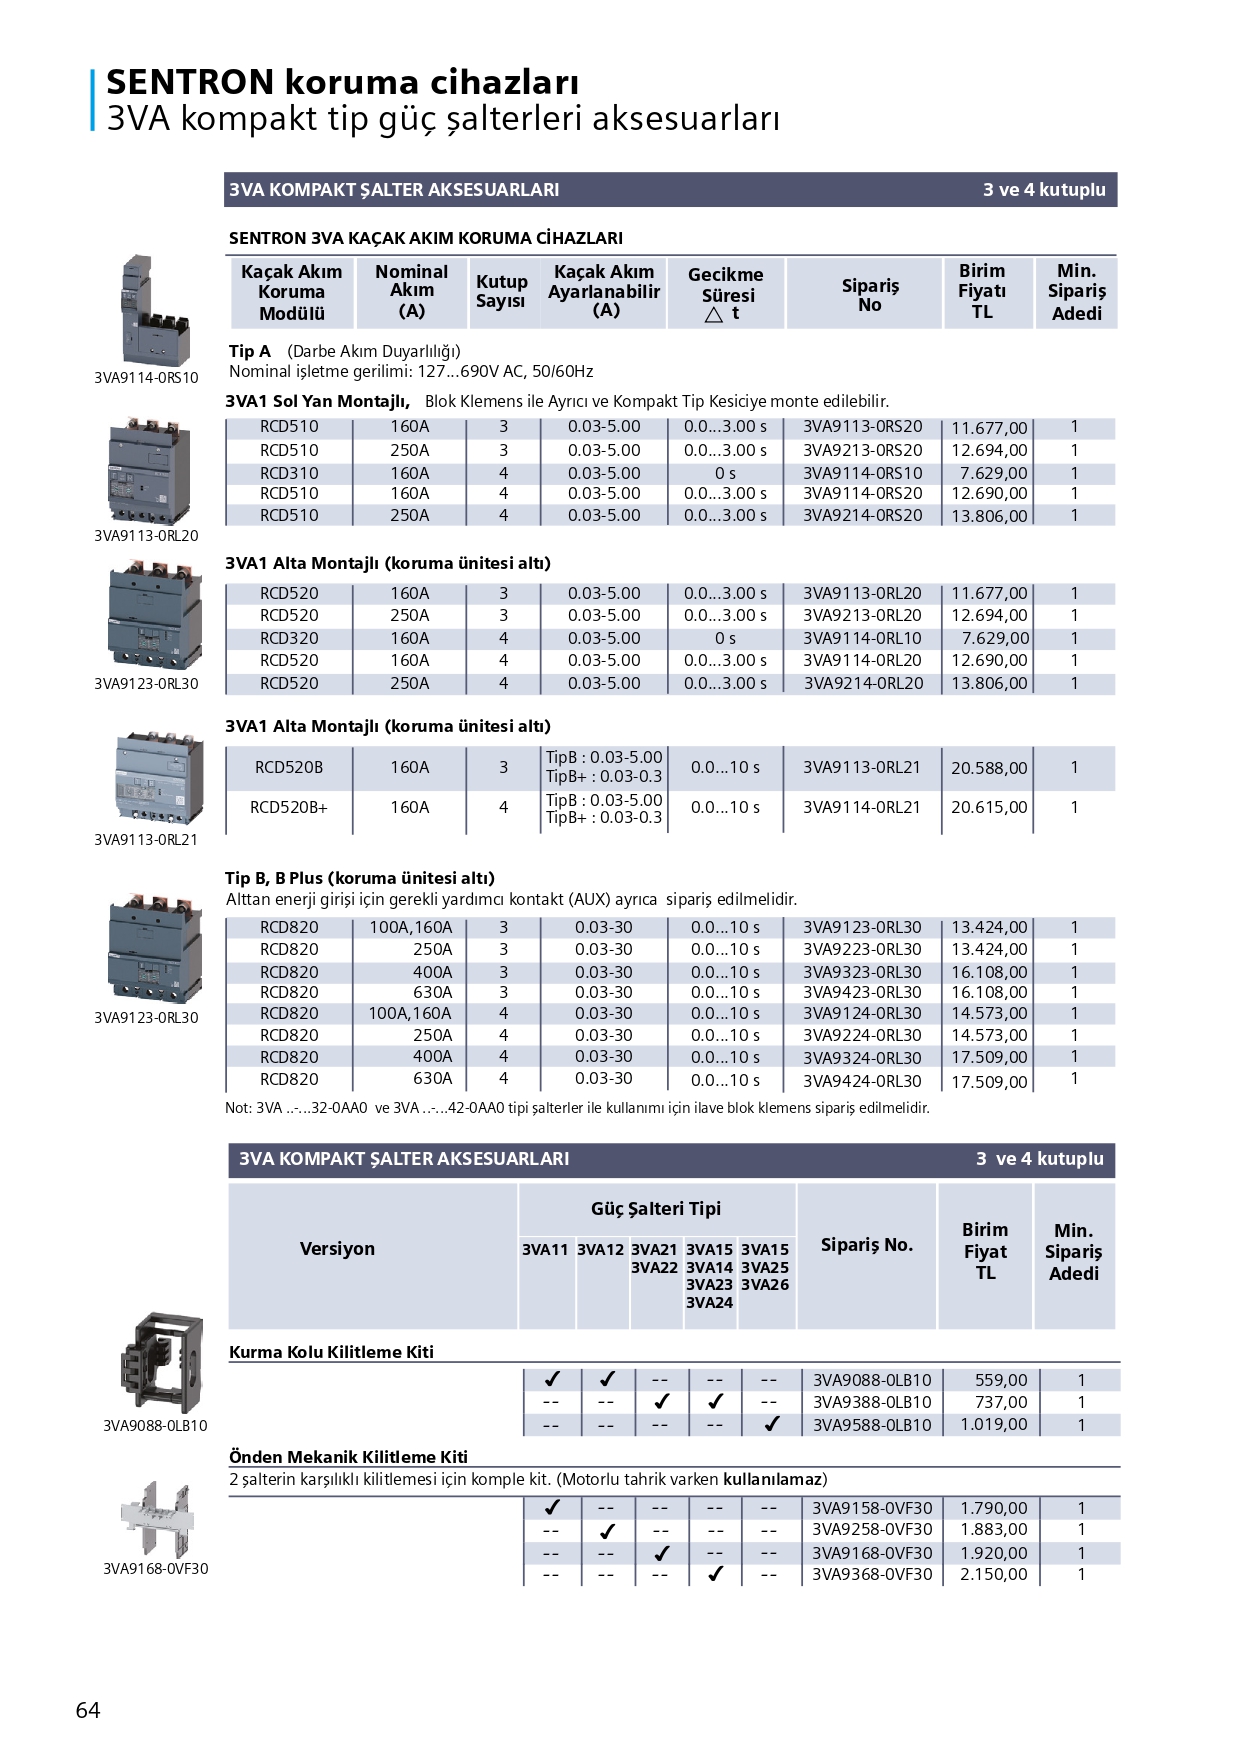 SENTRON koruma cihazları
3VA kompakt tip güç şalterleri aksesuarları
3VA KOMPAKT ŞALTER AKSESUARLARI 3 ve 4 kutuplu
SENTRON 3VA KAÇAK AKIM KORUMA CİHAZLARI
Kaçak Akım Koruma Modülü Nominal Akım (A) Kutup Sayısı Kaçak Akım Ayarlanabilir (A) Gecikme Süresi △ t Sipariş No Birim Fiyatı TL Min. Sipariş Adedi
3VA9114-0RS10
Tip A (Darbe Akım Duyarlılığı)
Nominal işletme gerilimi: 127...690V AC, 50/60Hz
3VA1 Sol Yan Montajlı, Blok Klemens ile Ayrıcı ve Kompakt Tip Kesiciye monte edilebilir.
RCD510 160A 3 0.03-5.00 0.0...3.00 s 3VA9113-0RS20 11.677,00 1
RCD510 250A 3 0.03-5.00 0.0...3.00 s 3VA9213-0RS20 12.694,00 1
RCD310 160A 4 0.03-5.00 0 s 3VA9114-0RS10 7.629,00 1
RCD510 160A 4 0.03-5.00 0.0...3.00 s 3VA9114-0RS20 12.690,00 1
RCD510 250A 4 0.03-5.00 0.0...3.00 s 3VA9214-0RS20 13.806,00 1
3VA9113-0RL20
3VA1 Alta Montajlı (koruma ünitesi altı)
RCD520 160A 3 0.03-5.00 0.0...3.00 s 3VA9113-0RL20 11.677,00 1
RCD520 250A 3 0.03-5.00 0.0...3.00 s 3VA9213-0RL20 12.694,00 1
RCD320 160A 4 0.03-5.00 0 s 3VA9114-0RL10 7.629,00 1
RCD520 160A 4 0.03-5.00 0.0...3.00 s 3VA9114-0RL20 12.690,00 1
RCD520 250A 4 0.03-5.00 0.0...3.00 s 3VA9214-0RL20 13.806,00 1
3VA9123-0RL30
3VA1 Alta Montajlı (koruma ünitesi altı)
RCD520B 160A 3 TipB : 0.03-5.00 TipB+ : 0.03-0.3 0.0...10 s 3VA9113-0RL21 20.588,00 1
RCD520B+ 160A 4 TipB : 0.03-5.00 TipB+ : 0.03-0.3 0.0...10 s 3VA9114-0RL21 20.615,00 1
3VA9113-0RL21
Tip B, B Plus (koruma ünitesi altı)
Alttan enerji girişi için gerekli yardımcı kontakt (AUX) ayrıca sipariş edilmelidir.
RCD820 100A,160A 3 0.03-30 0.0...10 s 3VA9123-0RL30 13.424,00 1
RCD820 250A 3 0.03-30 0.0...10 s 3VA9223-0RL30 13.424,00 1
RCD820 400A 3 0.03-30 0.0...10 s 3VA9323-0RL30 16.108,00 1
RCD820 630A 3 0.03-30 0.0...10 s 3VA9423-0RL30 16.108,00 1
RCD820 100A,160A 4 0.03-30 0.0...10 s 3VA9124-0RL30 14.573,00 1
RCD820 250A 4 0.03-30 0.0...10 s 3VA9224-0RL30 14.573,00 1
RCD820 400A 4 0.03-30 0.0...10 s 3VA9324-0RL30 17.509,00 1
RCD820 630A 4 0.03-30 0.0...10 s 3VA9424-0RL30 17.509,00 1
3VA9123-0RL30
Not: 3VA ..-...32-0AA0 ve 3VA ..-...42-0AA0 tipi şalterler ile kullanımı için ilave blok klemens sipariş edilmelidir.
3VA KOMPAKT ŞALTER AKSESUARLARI 3 ve 4 kutuplu
Versiyon Güç Şalteri Tipi Sipariş No. Birim Fiyat TL Min. Sipariş Adedi
3VA11 3VA12 3VA21 3VA15 3VA15
3VA22 3VA14 3VA25
3VA23 3VA26
3VA24
Kurma Kolu Kilitleme Kiti
✓ ✓ -- -- -- 3VA9088-0LB10 559,00 1
-- -- ✓ ✓ -- 3VA9388-0LB10 737,00 1
-- -- -- -- ✓ 3VA9588-0LB10 1.019,00 1
3VA9088-0LB10
Önden Mekanik Kilitleme Kiti
2 şalterin karşılıklı kilitlemesi için komple kit. (Motorlu tahrik varken kullanılamaz)
✓ -- -- -- -- 3VA9158-0VF30 1.790,00 1
-- ✓ -- -- -- 3VA9258-0VF30 1.883,00 1
-- -- ✓ -- -- 3VA9168-0VF30 1.920,00 1
-- -- -- ✓ -- 3VA9368-0VF30 2.150,00 1
3VA9168-0VF30
64